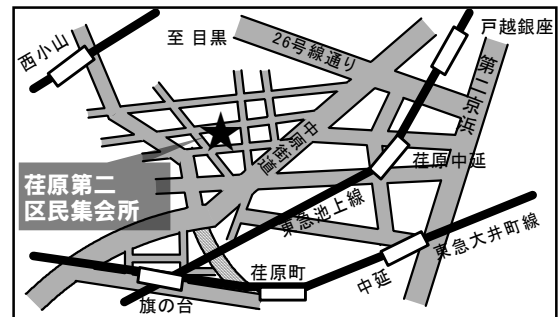 西小山
至 目黒
26号線通り
戸越銀座
第二京浜
中原街道
荏原中延
荏原第二
区民集会所
東急池上線
東急大井町線
荏原町
中延
旗の台